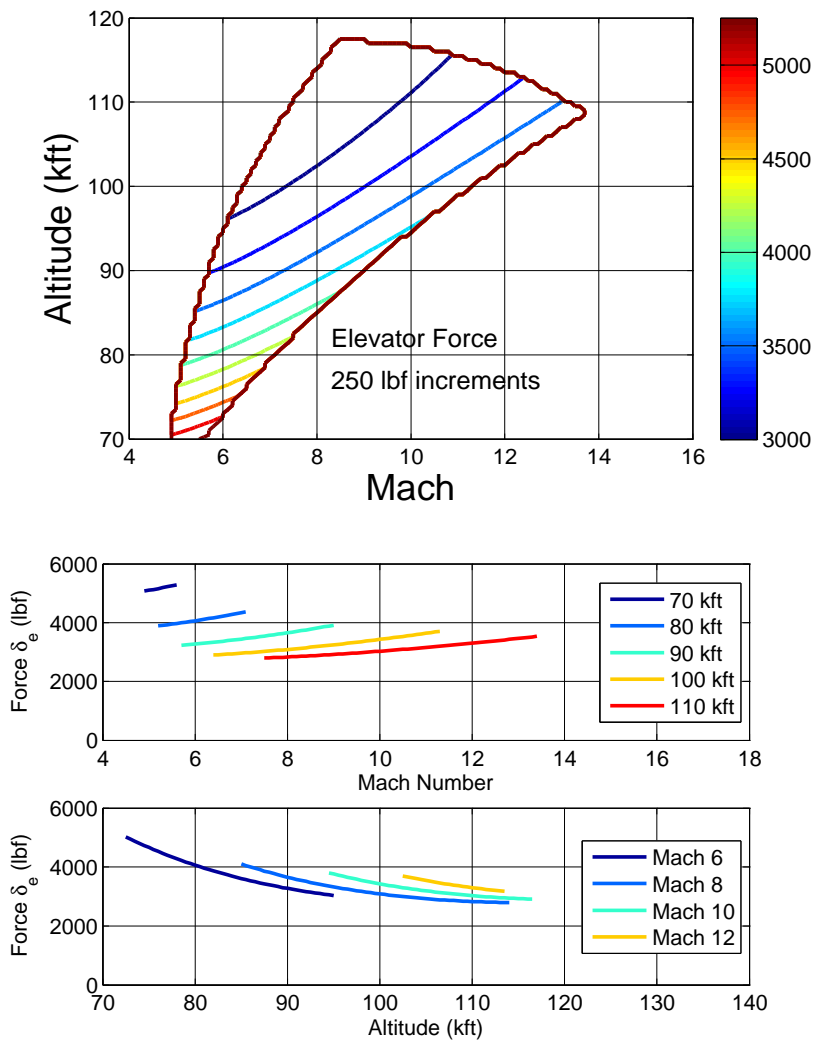 120
110
100
90
80
70
Altitude (kft)
Elevator Force
250 lbf increments
4 6 8 10 12 14 16
Mach
5000
4500
4000
3500
3000
6000
4000
2000
0
Force δe (lbf)
70 kft
80 kft
90 kft
100 kft
110 kft
4 6 8 10 12 14 16 18
Mach Number
6000
4000
2000
0
Force δe (lbf)
Mach 6
Mach 8
Mach 10
Mach 12
70 80 90 100 110 120 130 140
Altitude (kft)